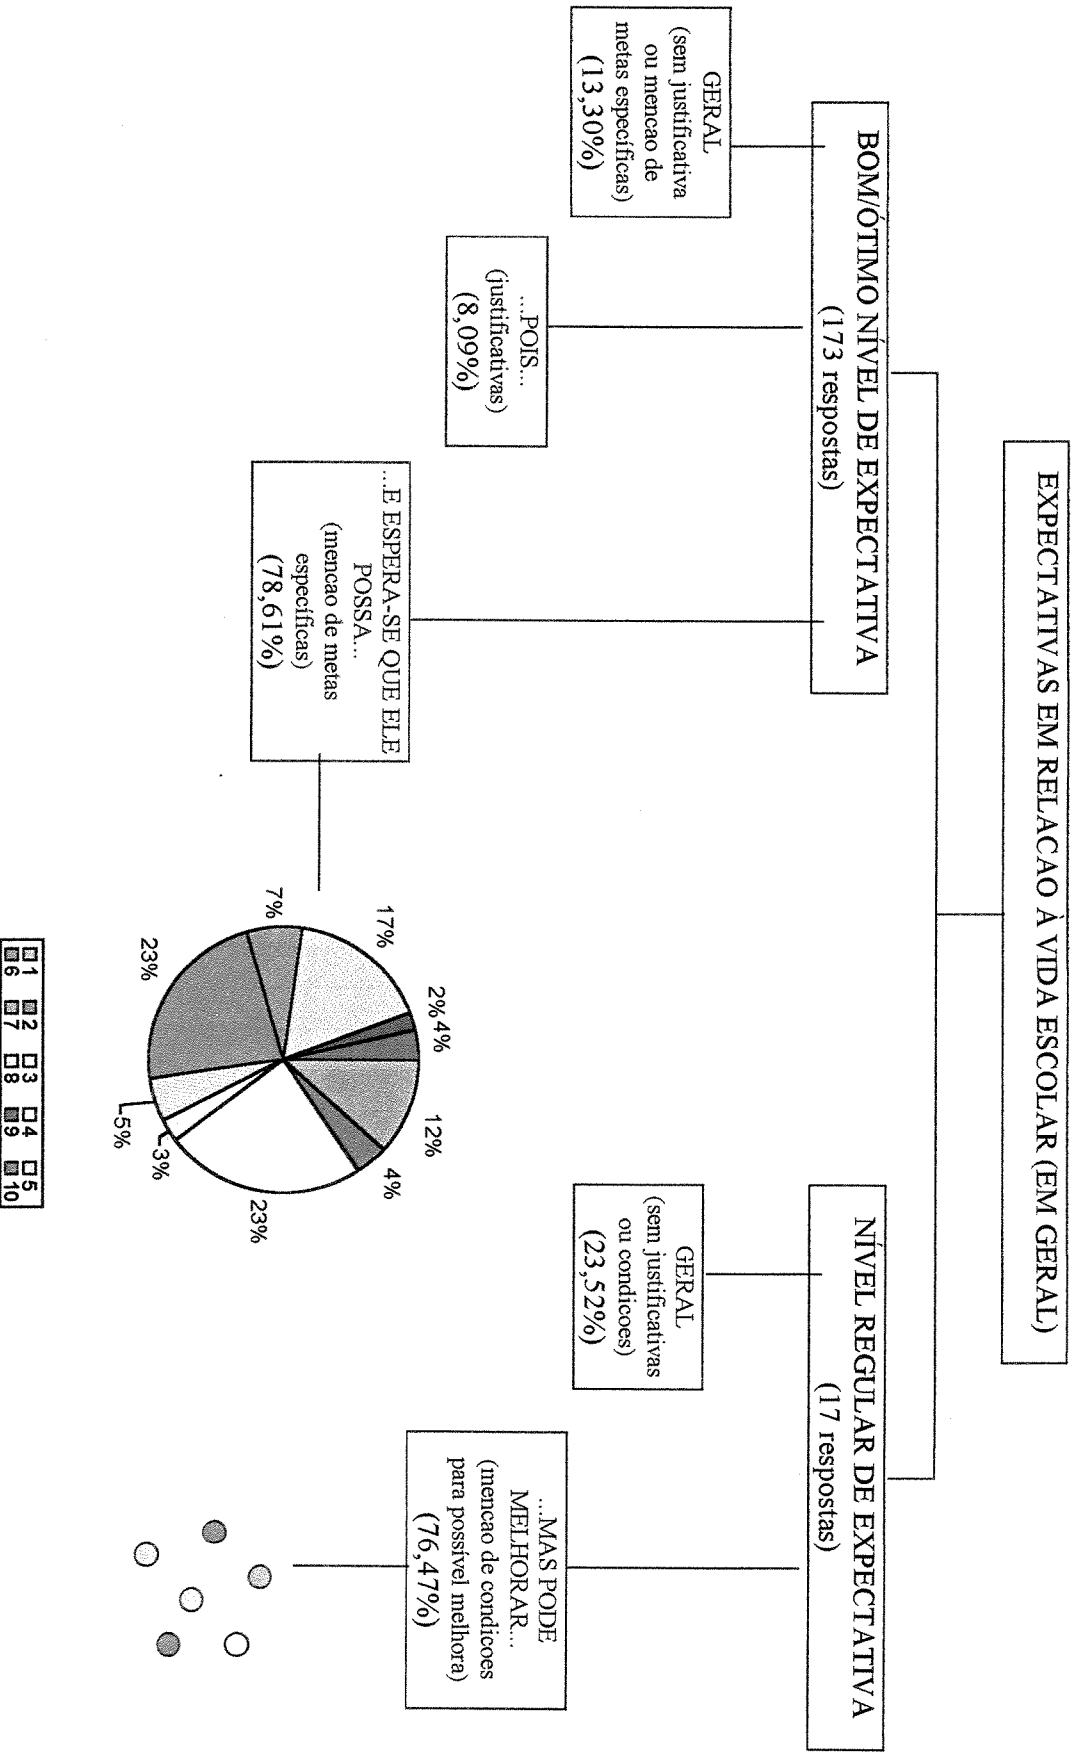 EXPECTATIVAS EM RELACAO À VIDA ESCOLAR (EM GERAL)
BOM/ÓTIMO NÍVEL DE EXPECTATIVA
(173 respostas)
NÍVEL REGULAR DE EXPECTATIVA
(17 respostas)
GERAL
(sem justificativa
ou mencao de
metas específicas)
(13,30%)
...POIS...
(justificativas)
(8,09%)
...E ESPERA-SE QUE ELE
POSSA...
(mencao de metas
específicas)
(78,61%)
GERAL
(sem justificativas
ou condicoes)
(23,52%)
...MAS PODE
MELHORAR...
(mencao de condicoes
para possível melhora)
(76,47%)
12%
4%
23%
3%
5%
23%
7%
17%
2%
4%
1 2 3 4 5
6 7 8 9 10